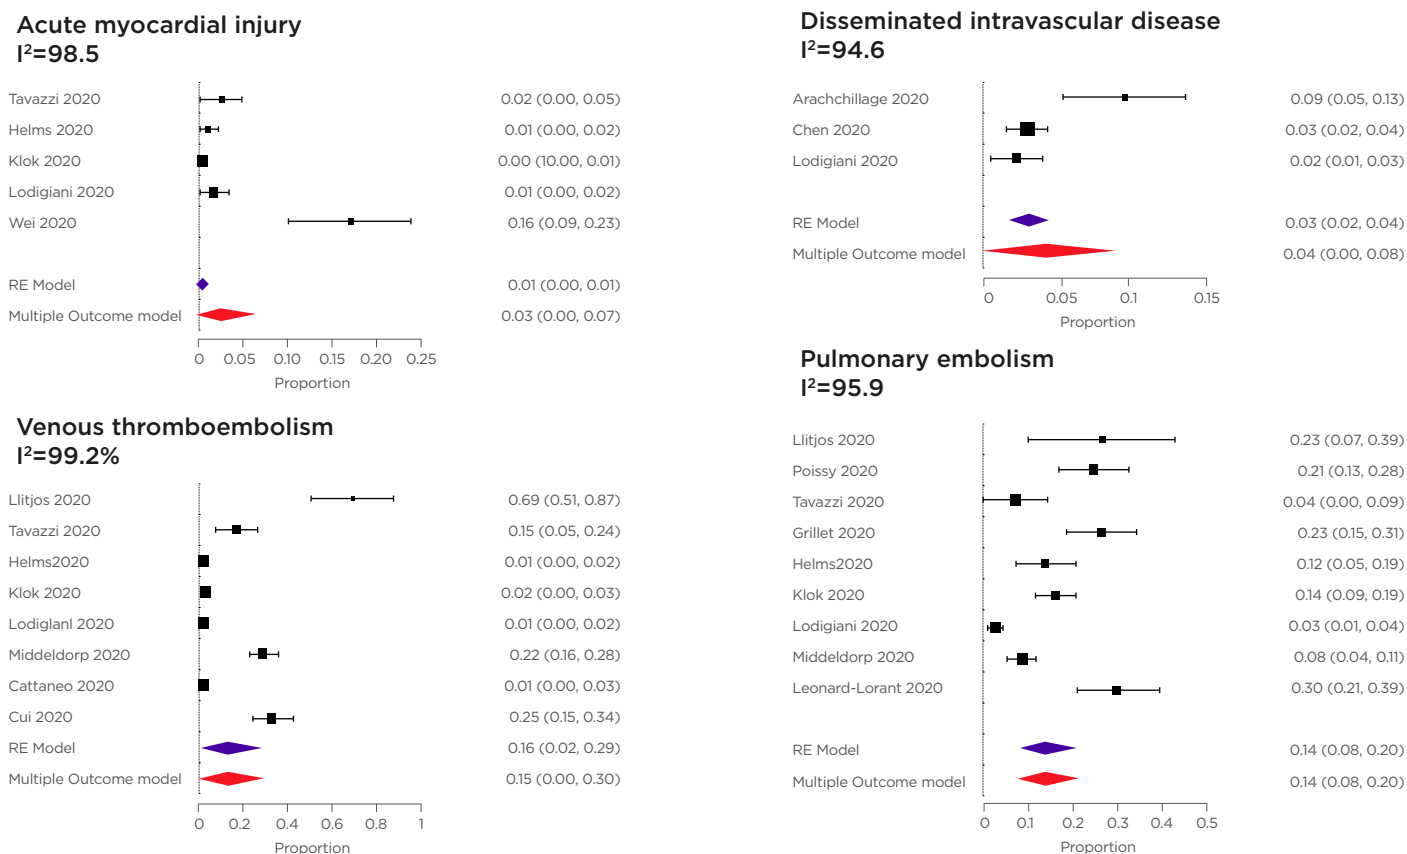 Acute myocardial injury
I²=98.5
Tavazzi 2020 0.02 (0.00, 0.05)
Helms 2020 0.01 (0.00, 0.02)
Klok 2020 0.00 (10.00, 0.01)
Lodigiani 2020 0.01 (0.00, 0.02)
Wei 2020 0.16 (0.09, 0.23)
RE Model 0.01 (0.00, 0.01)
Multiple Outcome model 0.03 (0.00, 0.07)
0 0.05 0.10 0.15 0.20 0.25
Proportion
Venous thromboembolism
I²=99.2%
Llitjos 2020 0.69 (0.51, 0.87)
Tavazzi 2020 0.15 (0.05, 0.24)
Helms2020 0.01 (0.00, 0.02)
Klok 2020 0.02 (0.00, 0.03)
Lodiglanl 2020 0.01 (0.00, 0.02)
Middeldorp 2020 0.22 (0.16, 0.28)
Cattaneo 2020 0.01 (0.00, 0.03)
Cui 2020 0.25 (0.15, 0.34)
RE Model 0.16 (0.02, 0.29)
Multiple Outcome model 0.15 (0.00, 0.30)
0 0.2 0.4 0.6 0.8 1
Proportion
Disseminated intravascular disease
I²=94.6
Arachchillage 2020 0.09 (0.05, 0.13)
Chen 2020 0.03 (0.02, 0.04)
Lodigiani 2020 0.02 (0.01, 0.03)
RE Model 0.03 (0.02, 0.04)
Multiple Outcome model 0.04 (0.00, 0.08)
0 0.05 0.1 0.15
Proportion
Pulmonary embolism
I²=95.9
Llitjos 2020 0.23 (0.07, 0.39)
Poissy 2020 0.21 (0.13, 0.28)
Tavazzi 2020 0.04 (0.00, 0.09)
Grillet 2020 0.23 (0.15, 0.31)
Helms2020 0.12 (0.05, 0.19)
Klok 2020 0.14 (0.09, 0.19)
Lodigiani 2020 0.03 (0.01, 0.04)
Middeldorp 2020 0.08 (0.04, 0.11)
Leonard-Lorant 2020 0.30 (0.21, 0.39)
RE Model 0.14 (0.08, 0.20)
Multiple Outcome model 0.14 (0.08, 0.20)
0 0.1 0.2 0.3 0.4 0.5
Proportion